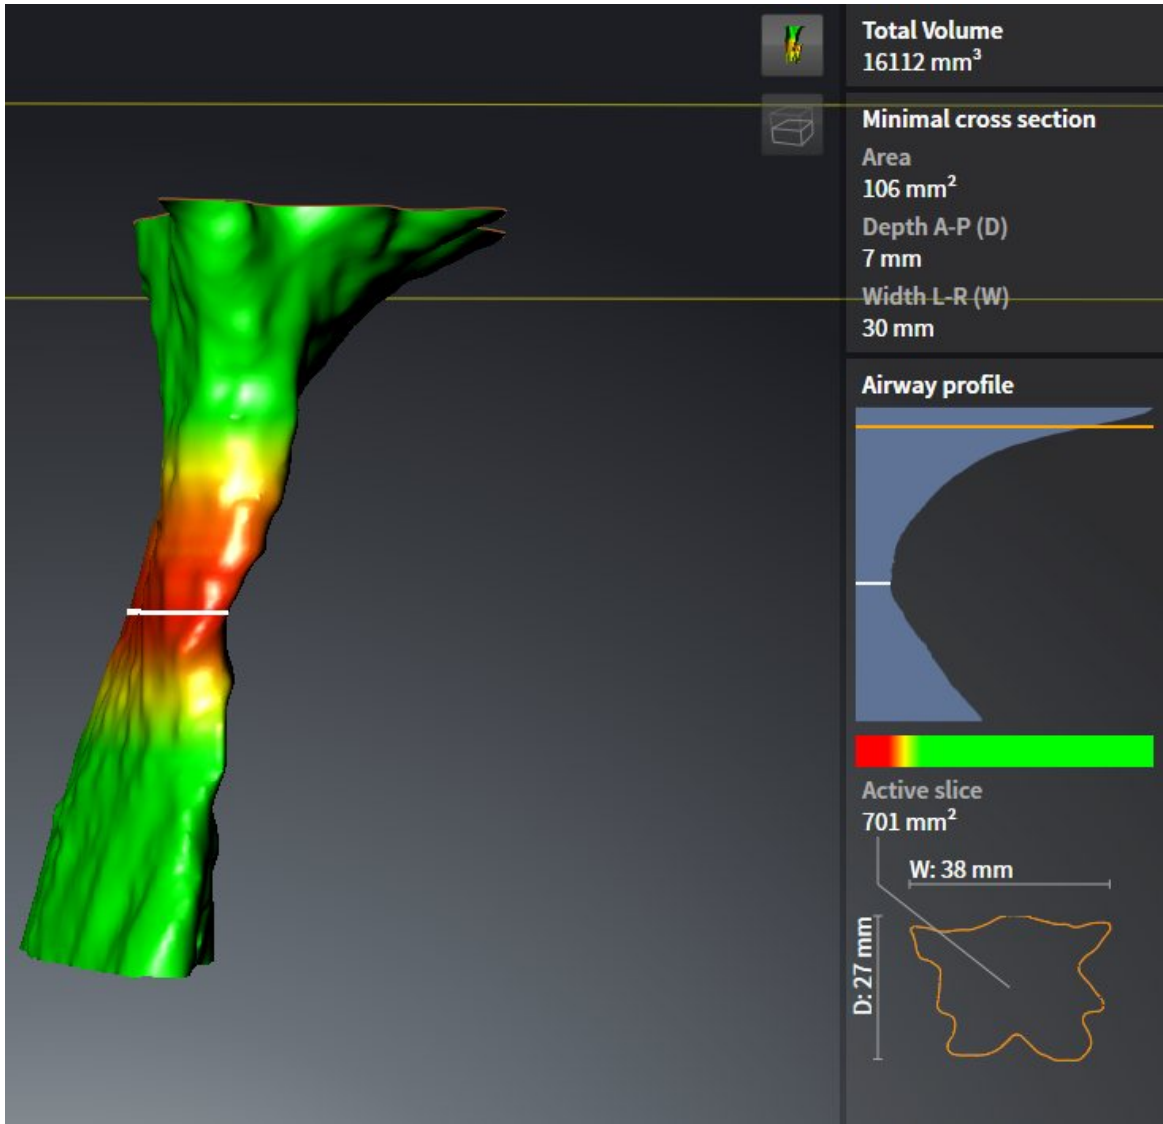 Total Volume
16112 mm³
Minimal cross section
Area
106 mm²
Depth A-P (D)
7 mm
Width L-R (W)
30 mm
Airway profile
Active slice
701 mm²
W: 38 mm
D: 27 mm